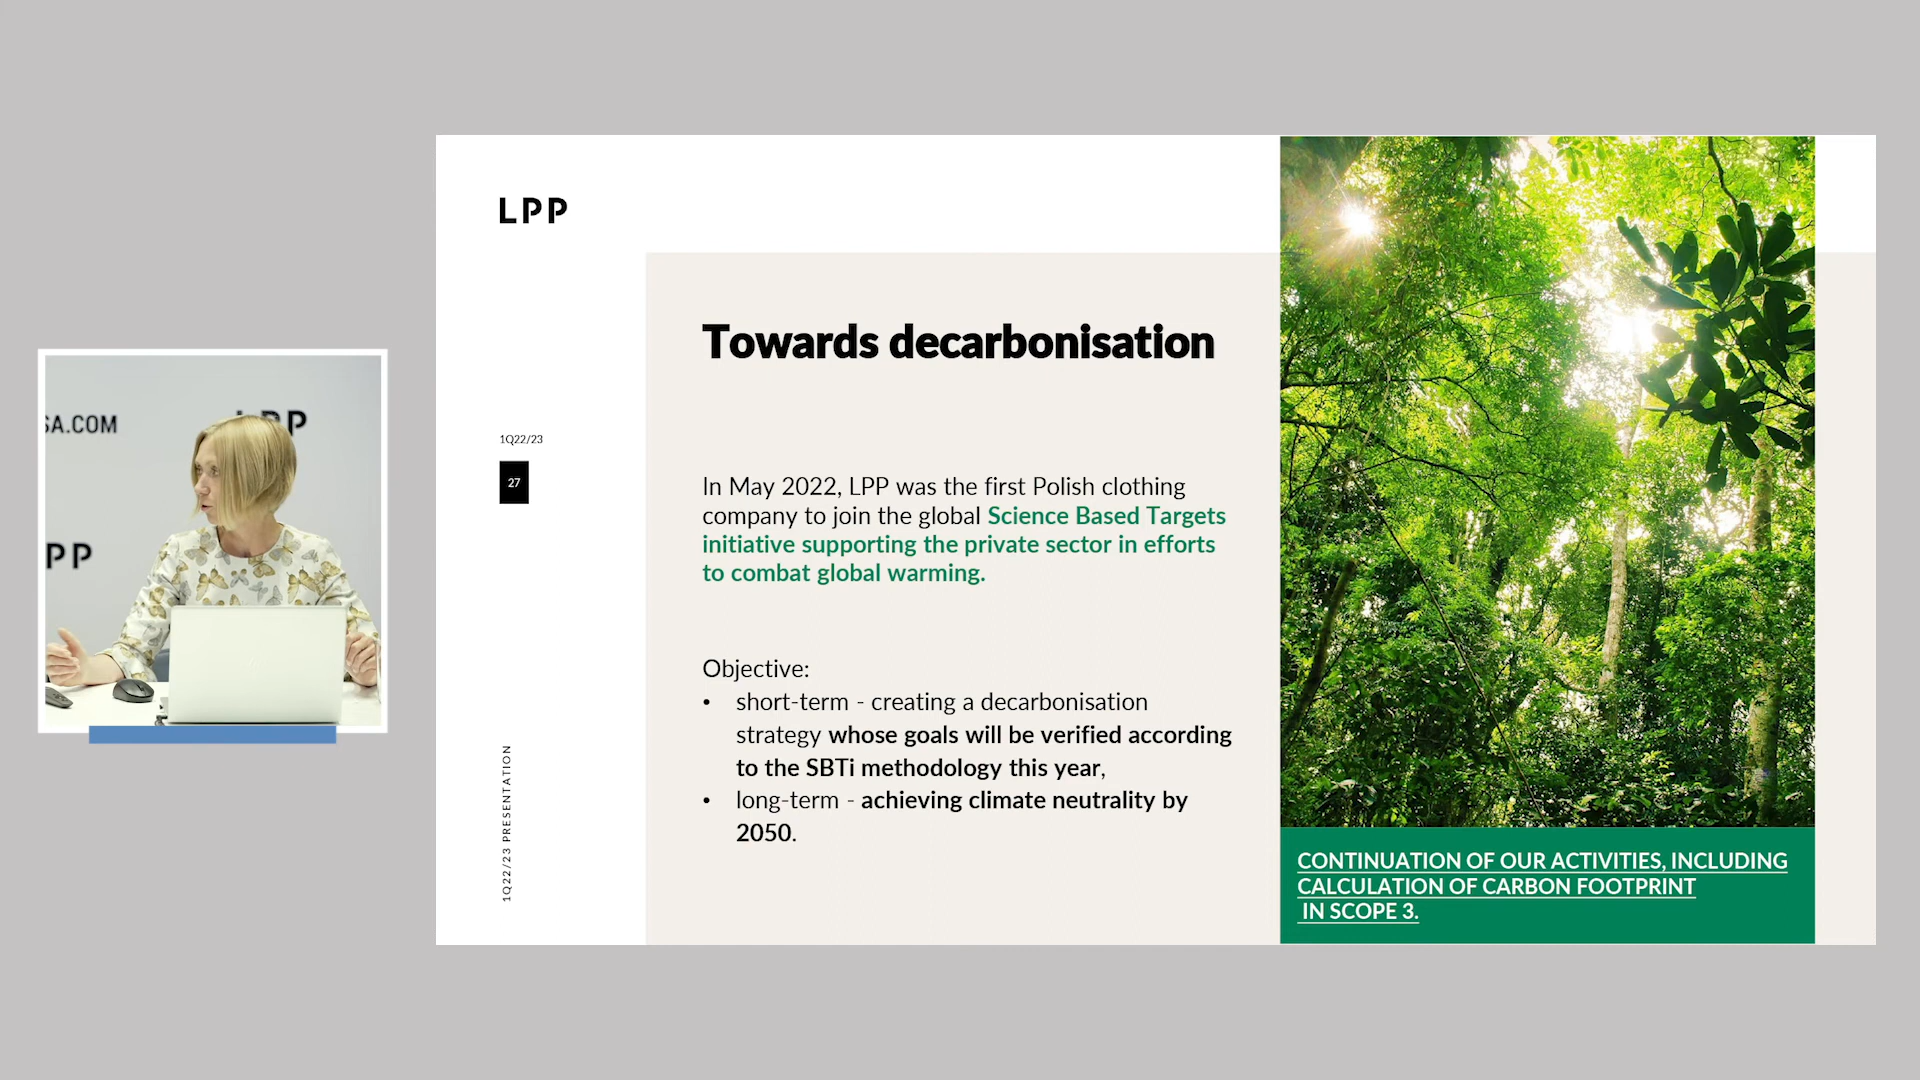 SA.COM
LPP
PP
LPP
1Q22/23
27
1Q22/23 PRESENTATION
Towards decarbonisation
In May 2022, LPP was the first Polish clothing
company to join the global Science Based Targets
initiative supporting the private sector in efforts
to combat global warming.
Objective:
• short-term - creating a decarbonisation
strategy whose goals will be verified according
to the SBTi methodology this year,
• long-term - achieving climate neutrality by
2050.
CONTINUATION OF OUR ACTIVITIES, INCLUDING
CALCULATION OF CARBON FOOTPRINT
IN SCOPE 3.